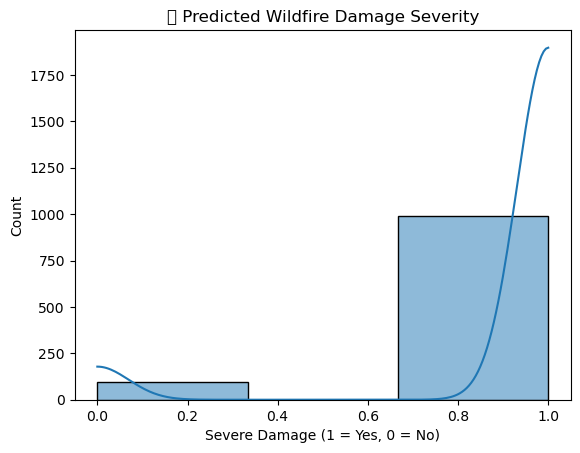 Predicted Wildfire Damage Severity
1750
1500
1250
1000
750
500
250
0
Count
0.0 0.2 0.4 0.6 0.8 1.0
Severe Damage (1 = Yes, 0 = No)